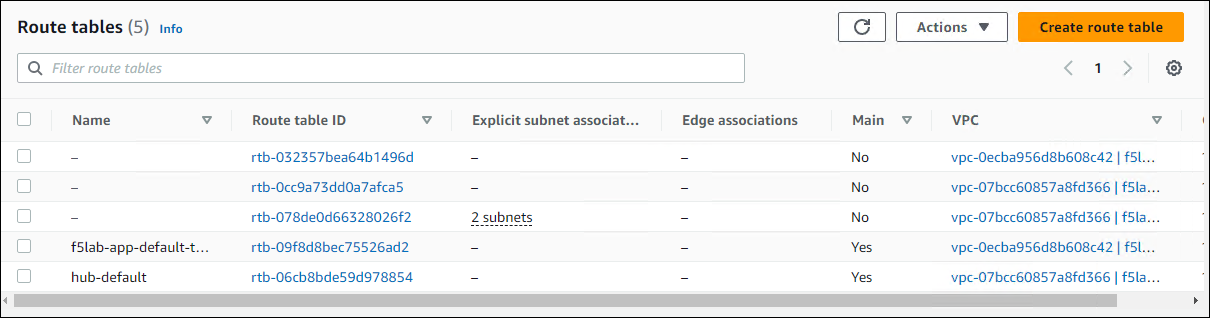 Route tables (5) Info Actions Create route table
Filter route tables 1
Name Route table ID Explicit subnet associat... Edge associations Main VPC
– rtb-032357bea64b1496d – – No vpc-0ecba956d8b608c42 | f5l...
– rtb-0cc9a73dd0a7afca5 – – No vpc-07bcc60857a8fd366 | f5la...
– rtb-078de0d66328026f2 2 subnets – No vpc-07bcc60857a8fd366 | f5la...
f5lab-app-default-t... rtb-09f8d8bec75526ad2 – – Yes vpc-0ecba956d8b608c42 | f5l...
hub-default rtb-06cb8bde59d978854 – – Yes vpc-07bcc60857a8fd366 | f5la...